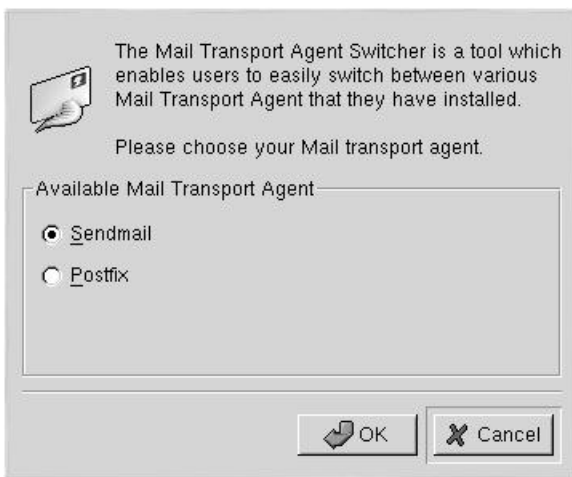 The Mail Transport Agent Switcher is a tool which
enables users to easily switch between various
Mail Transport Agent that they have installed.
Please choose your Mail transport agent.
Available Mail Transport Agent
Sendmail
Postfix
OK
Cancel